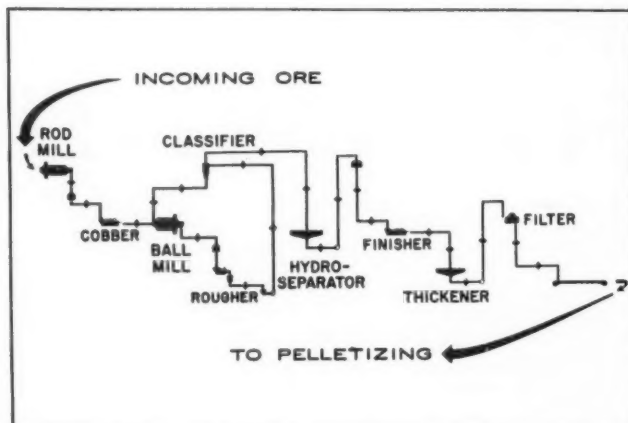 INCOMING ORE
ROD
MILL
CLASSIFIER
COBBER
BALL
MILL
ROUGHER
HYDRO-
SEPARATOR
FINISHER
THICKENER
FILTER
TO PELLETIZING